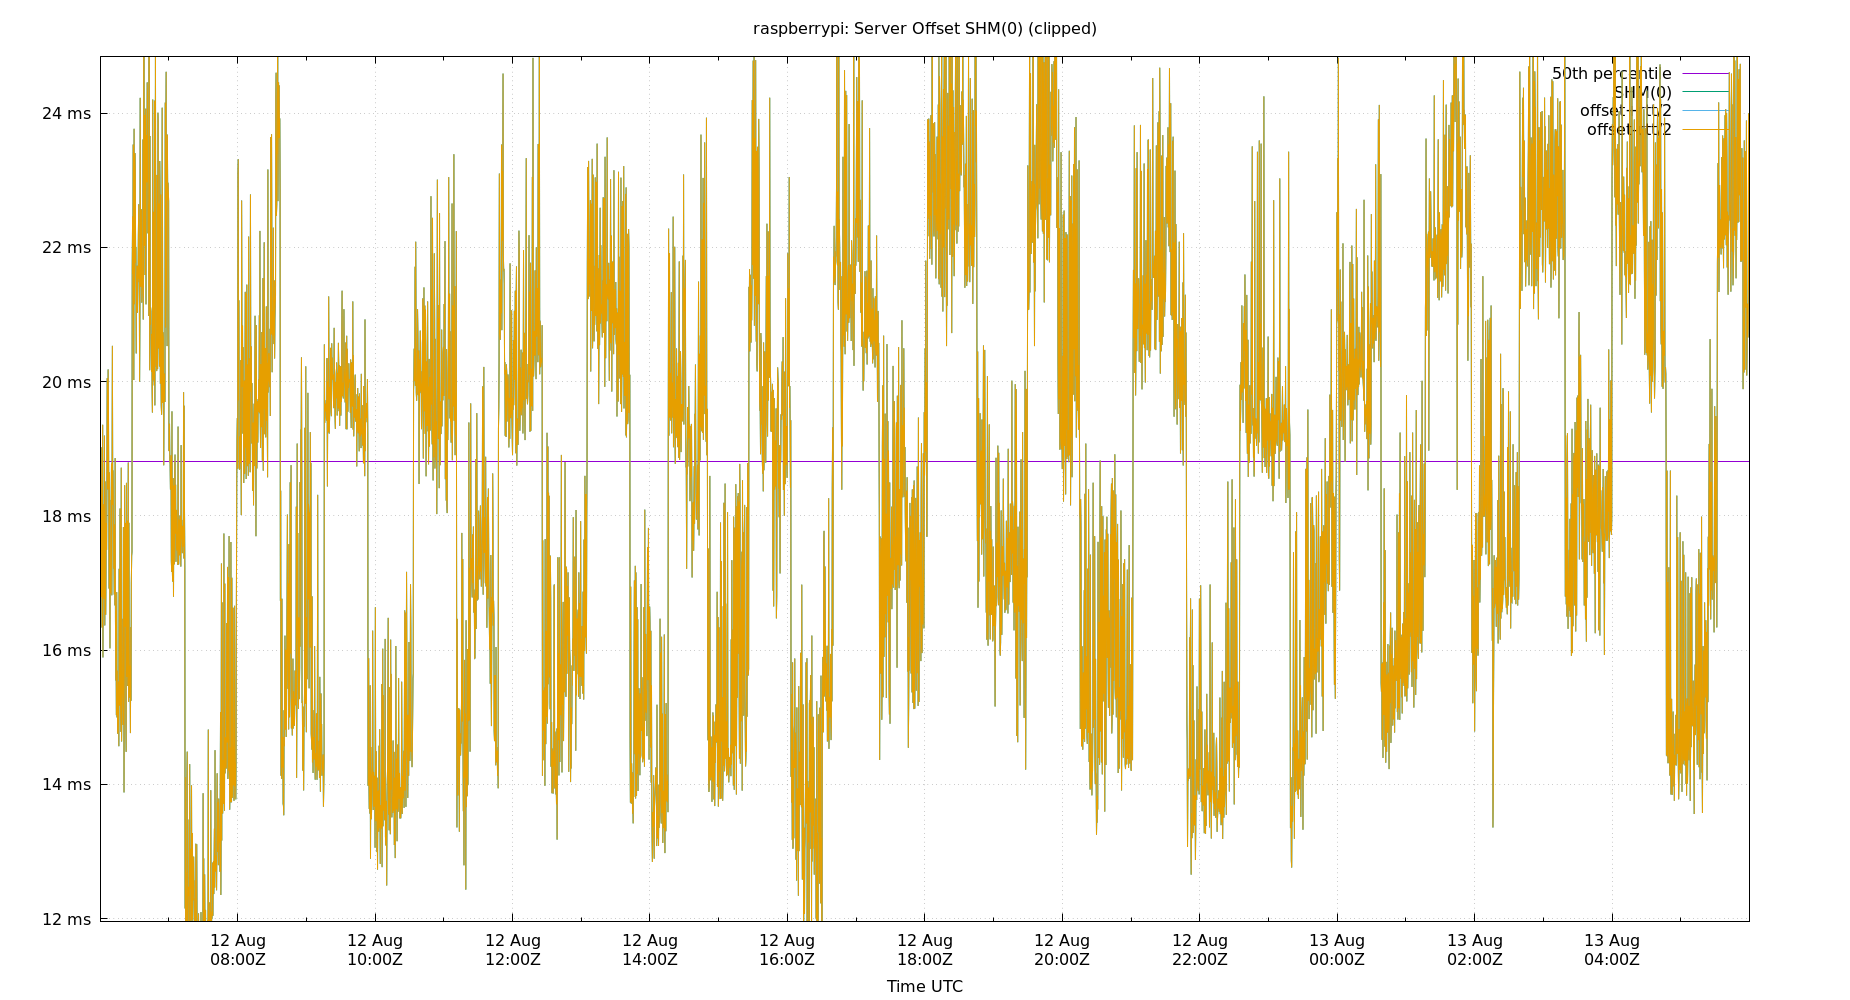 raspberrypi: Server Offset SHM(0) (clipped)
50th percentile
SHM(0)
offset-rtt/2
offset+rtt/2
24 ms
22 ms
20 ms
18 ms
16 ms
14 ms
12 ms
12 Aug 12 Aug 12 Aug 12 Aug 12 Aug 12 Aug 12 Aug 12 Aug 13 Aug 13 Aug 13 Aug
08:00Z 10:00Z 12:00Z 14:00Z 16:00Z 18:00Z 20:00Z 22:00Z 00:00Z 02:00Z 04:00Z
Time UTC